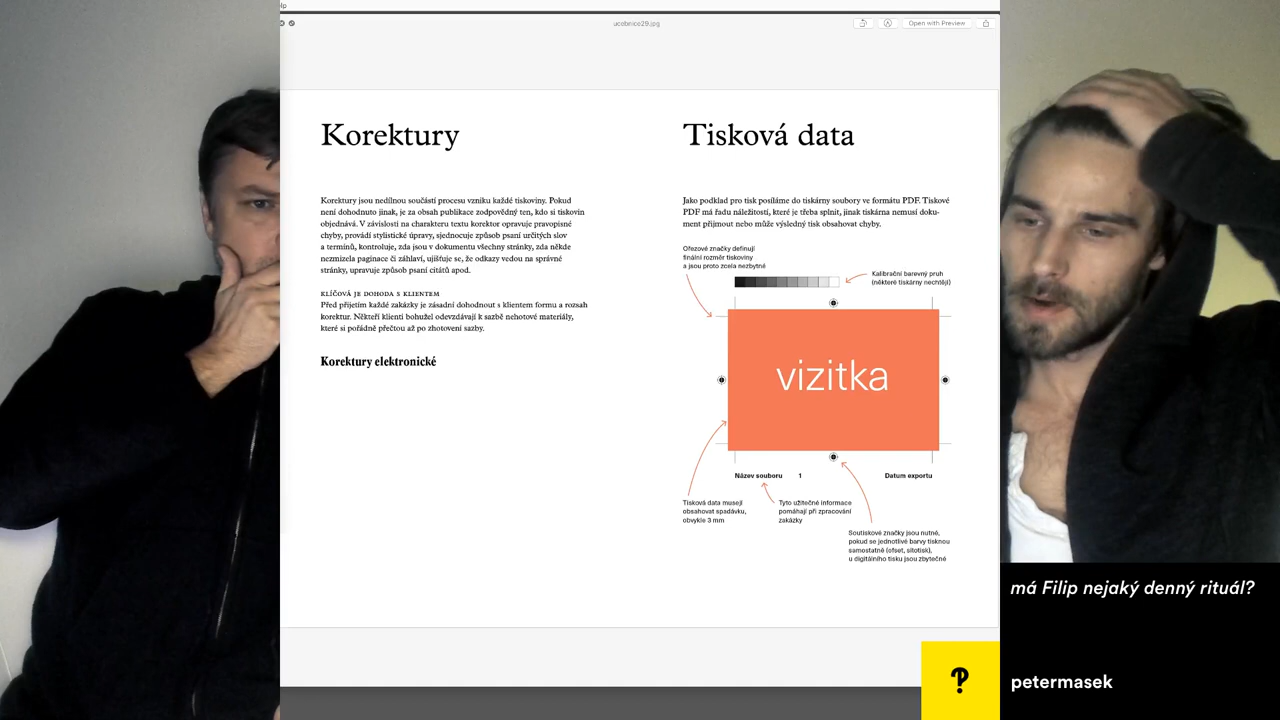 lp
ucebnice29.jpg
Open with Preview
Korektury
Korektury jsou nedílnou součástí procesu vzniku každé tiskoviny. Pokud
není dohodnuto jinak, je za obsah publikace zodpovědný ten, kdo si tiskovin
objednává. V závislosti na charakteru textu korektor opravuje pravopisné
chyby, provádí stylistické úpravy, sjednocuje způsob psaní určitých slov
a termínů, kontroluje, zda jsou v dokumentu všechny stránky, zda někde
nezmizela paginace či záhlaví, ujišťuje se, že odkazy vedou na správné
stránky, upravuje způsob psaní citátů apod.
KLÍČOVÁ JE DOHODA S KLIENTEM
Před přijetím každé zakázky je zásadní dohodnout s klientem formu a rozsah
korektur. Někteří klienti bohužel odevzdávají k sazbě nehotové materiály,
které si pořádně přečtou až po zhotovení sazby.
Korektury elektronické
Tisková data
Jako podklad pro tisk posíláme do tiskárny soubory ve formátu PDF. Tiskové
PDF má řadu náležitostí, které je třeba splnit, jinak tiskárna nemusí doku-
ment přijmout nebo může výsledný tisk obsahovat chyby.
Ořezové značky definují
finální rozměr tiskoviny
a jsou proto zcela nezbytné
Kalibrační barevný pruh
(některé tiskárny nechtějí)
vizitka
Název souboru 1 Datum exportu
Tisková data musejí
obsahovat spadávku,
obvykle 3 mm
Tyto užitečné informace
pomáhají při zpracování
zakázky
Soutiskové značky jsou nutné,
pokud se jednotlivé barvy tisknou
samostatně (ofset, sítotisk),
u digitálního tisku jsou zbytečné
má Filip nejaký denný rituál?
?
petermasek